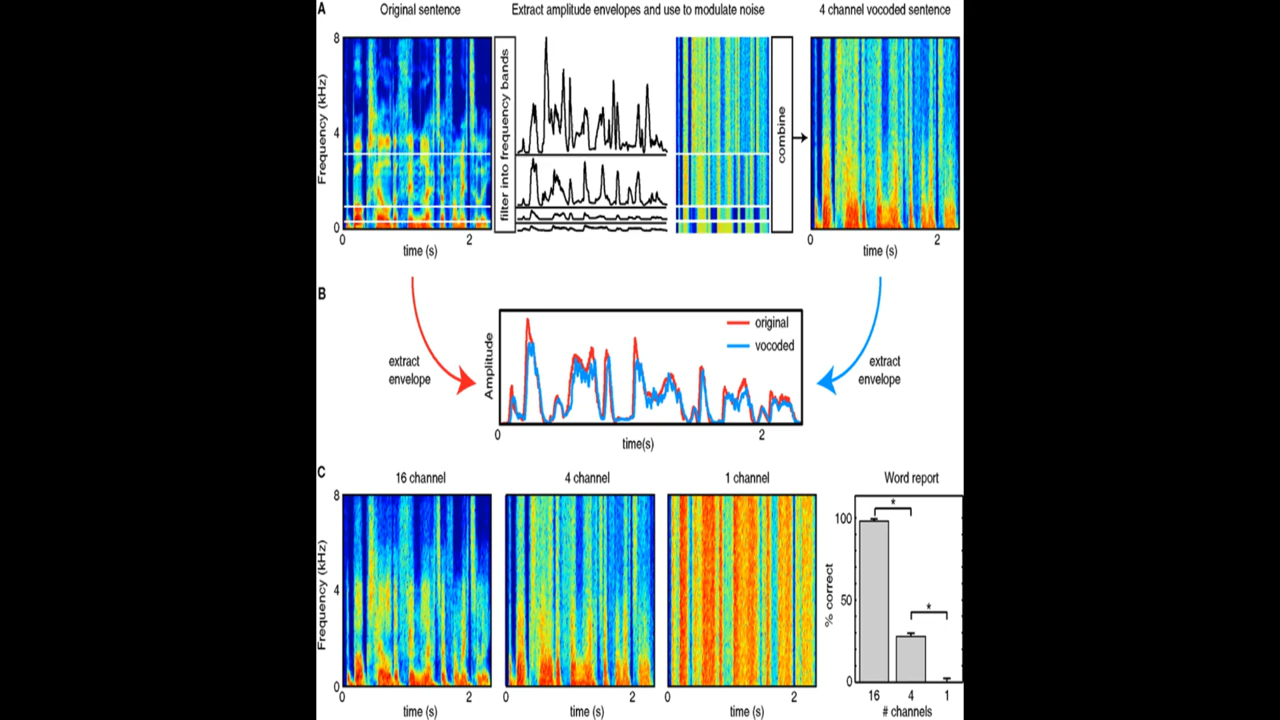 A
Original sentence
Extract amplitude envelopes and use to modulate noise
4 channel vocoded sentence
8
4
0
Frequency (kHz)
0
2
time (s)
filter into frequency bands
combine
0
2
time (s)
B
extract
envelope
Amplitude
original
vocoded
0
2
time(s)
extract
envelope
C
16 channel
4 channel
1 channel
Word report
8
4
0
Frequency (kHz)
0
2
time (s)
0
2
time (s)
0
2
time (s)
% correct
100
50
0
*
*
16
4
1
# channels